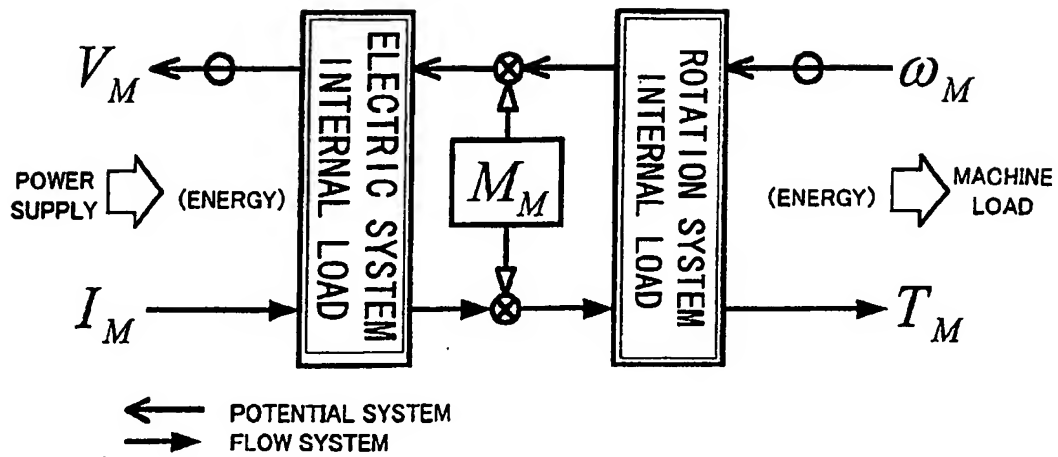 V_M
ELECTRIC SYSTEM
INTERNAL LOAD
ROTATION SYSTEM
INTERNAL LOAD
ω_M
POWER
SUPPLY
(ENERGY)
M_M
(ENERGY)
MACHINE
LOAD
I_M
T_M
POTENTIAL SYSTEM
FLOW SYSTEM